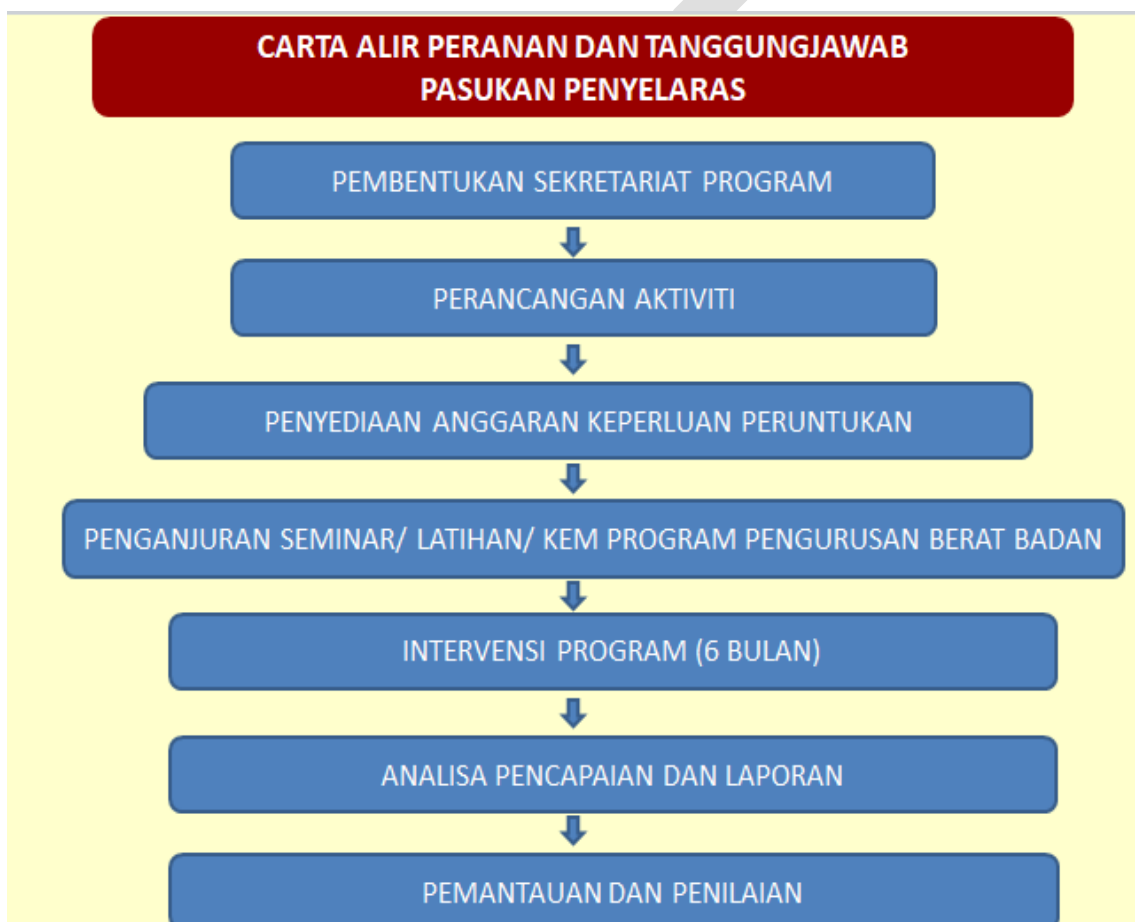 CARTA ALIR PERANAN DAN TANGGUNGJAWAB
PASUKAN PENYELARAS
PEMBENTUKAN SEKRETARIAT PROGRAM
PERANCANGAN AKTIVITI
PENYEDIAAN ANGGARAN KEPERLUAN PERUNTUKAN
PENGANJURAN SEMINAR/ LATIHAN/ KEM PROGRAM PENGURUSAN BERAT BADAN
INTERVENSI PROGRAM (6 BULAN)
ANALISA PENCAPAIAN DAN LAPORAN
PEMANTAUAN DAN PENILAIAN